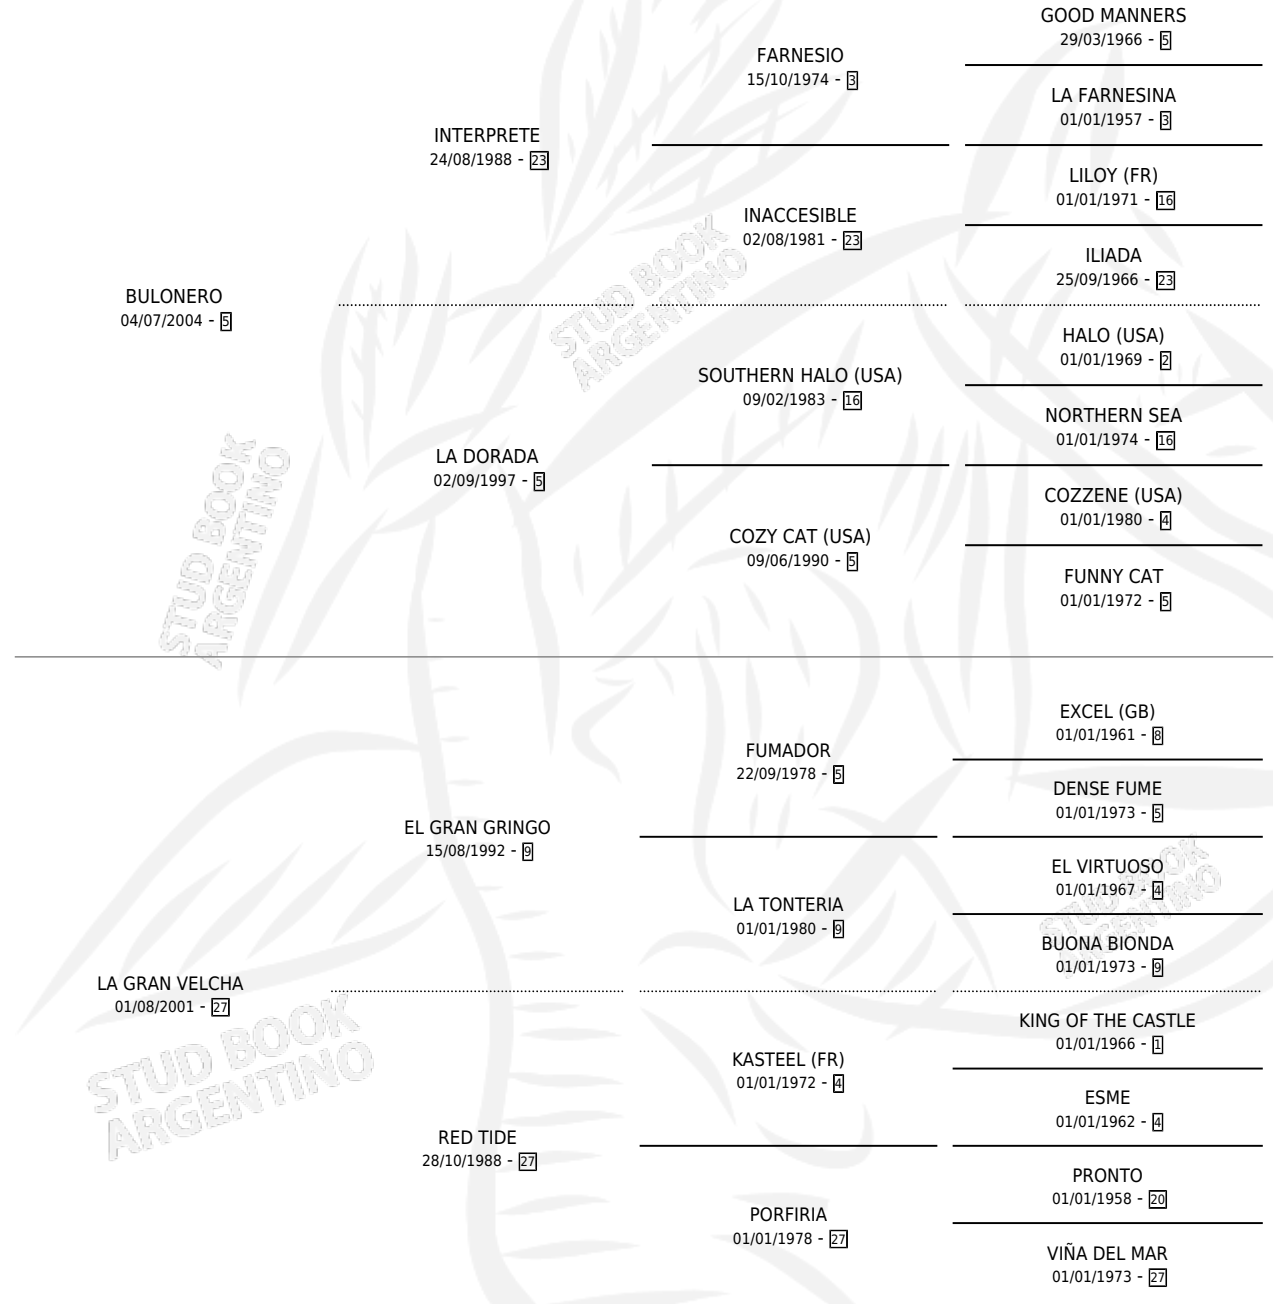 GOOD MANNERS
29/03/1966 - 5
FARNESIO
15/10/1974 - 3
LA FARNESINA
01/01/1957 - 3
INTERPRETE
24/08/1988 - 23
LILOY (FR)
01/01/1971 - 16
INACCESIBLE
02/08/1981 - 23
ILIADA
25/09/1966 - 23
BULONERO
04/07/2004 - 5
HALO (USA)
01/01/1969 - 2
SOUTHERN HALO (USA)
09/02/1983 - 16
NORTHERN SEA
01/01/1974 - 16
LA DORADA
02/09/1997 - 5
COZZENE (USA)
01/01/1980 - 4
COZY CAT (USA)
09/06/1990 - 5
FUNNY CAT
01/01/1972 - 5
EXCEL (GB)
01/01/1961 - 8
FUMADOR
22/09/1978 - 5
DENSE FUME
01/01/1973 - 5
EL GRAN GRINGO
15/08/1992 - 9
EL VIRTUOSO
01/01/1967 - 4
LA TONTERIA
01/01/1980 - 9
BUONA BIONDA
01/01/1973 - 9
LA GRAN VELCHA
01/08/2001 - 27
KING OF THE CASTLE
01/01/1966 - 1
KASTEEL (FR)
01/01/1972 - 4
ESME
01/01/1962 - 4
RED TIDE
28/10/1988 - 27
PRONTO
01/01/1958 - 20
PORFIRIA
01/01/1978 - 27
VIÑA DEL MAR
01/01/1973 - 27
STUD BOOK
ARGENTINO
STUD BOOK
ARGENTINO
STUD BOOK
ARGENTINO
STUD BOOK
ARGENTINO